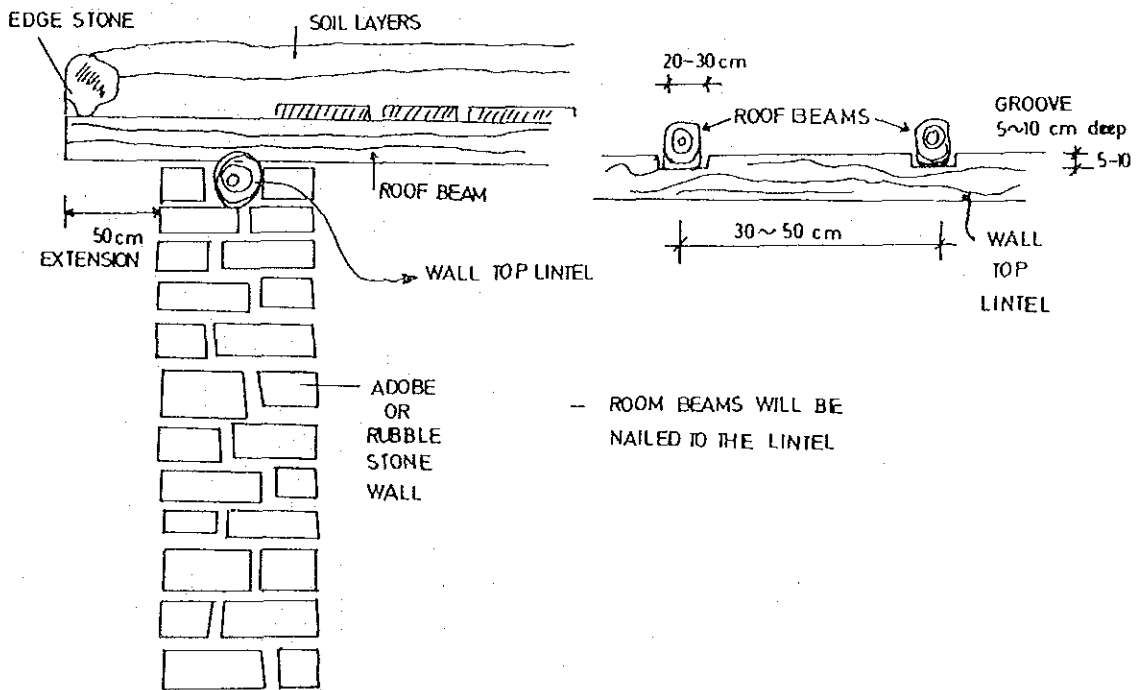 EDGE STONE
SOIL LAYERS
20~30cm
ROOF BEAMS
GROOVE
5~10 cm deep
5-10
ROOF BEAM
50cm
EXTENSION
30~50 cm
WALL
TOP
LINTEL
WALL TOP LINTEL
ADOBE
OR
RUBBLE
STONE
WALL
— ROOM BEAMS WILL BE
NAILED TO THE LINTEL